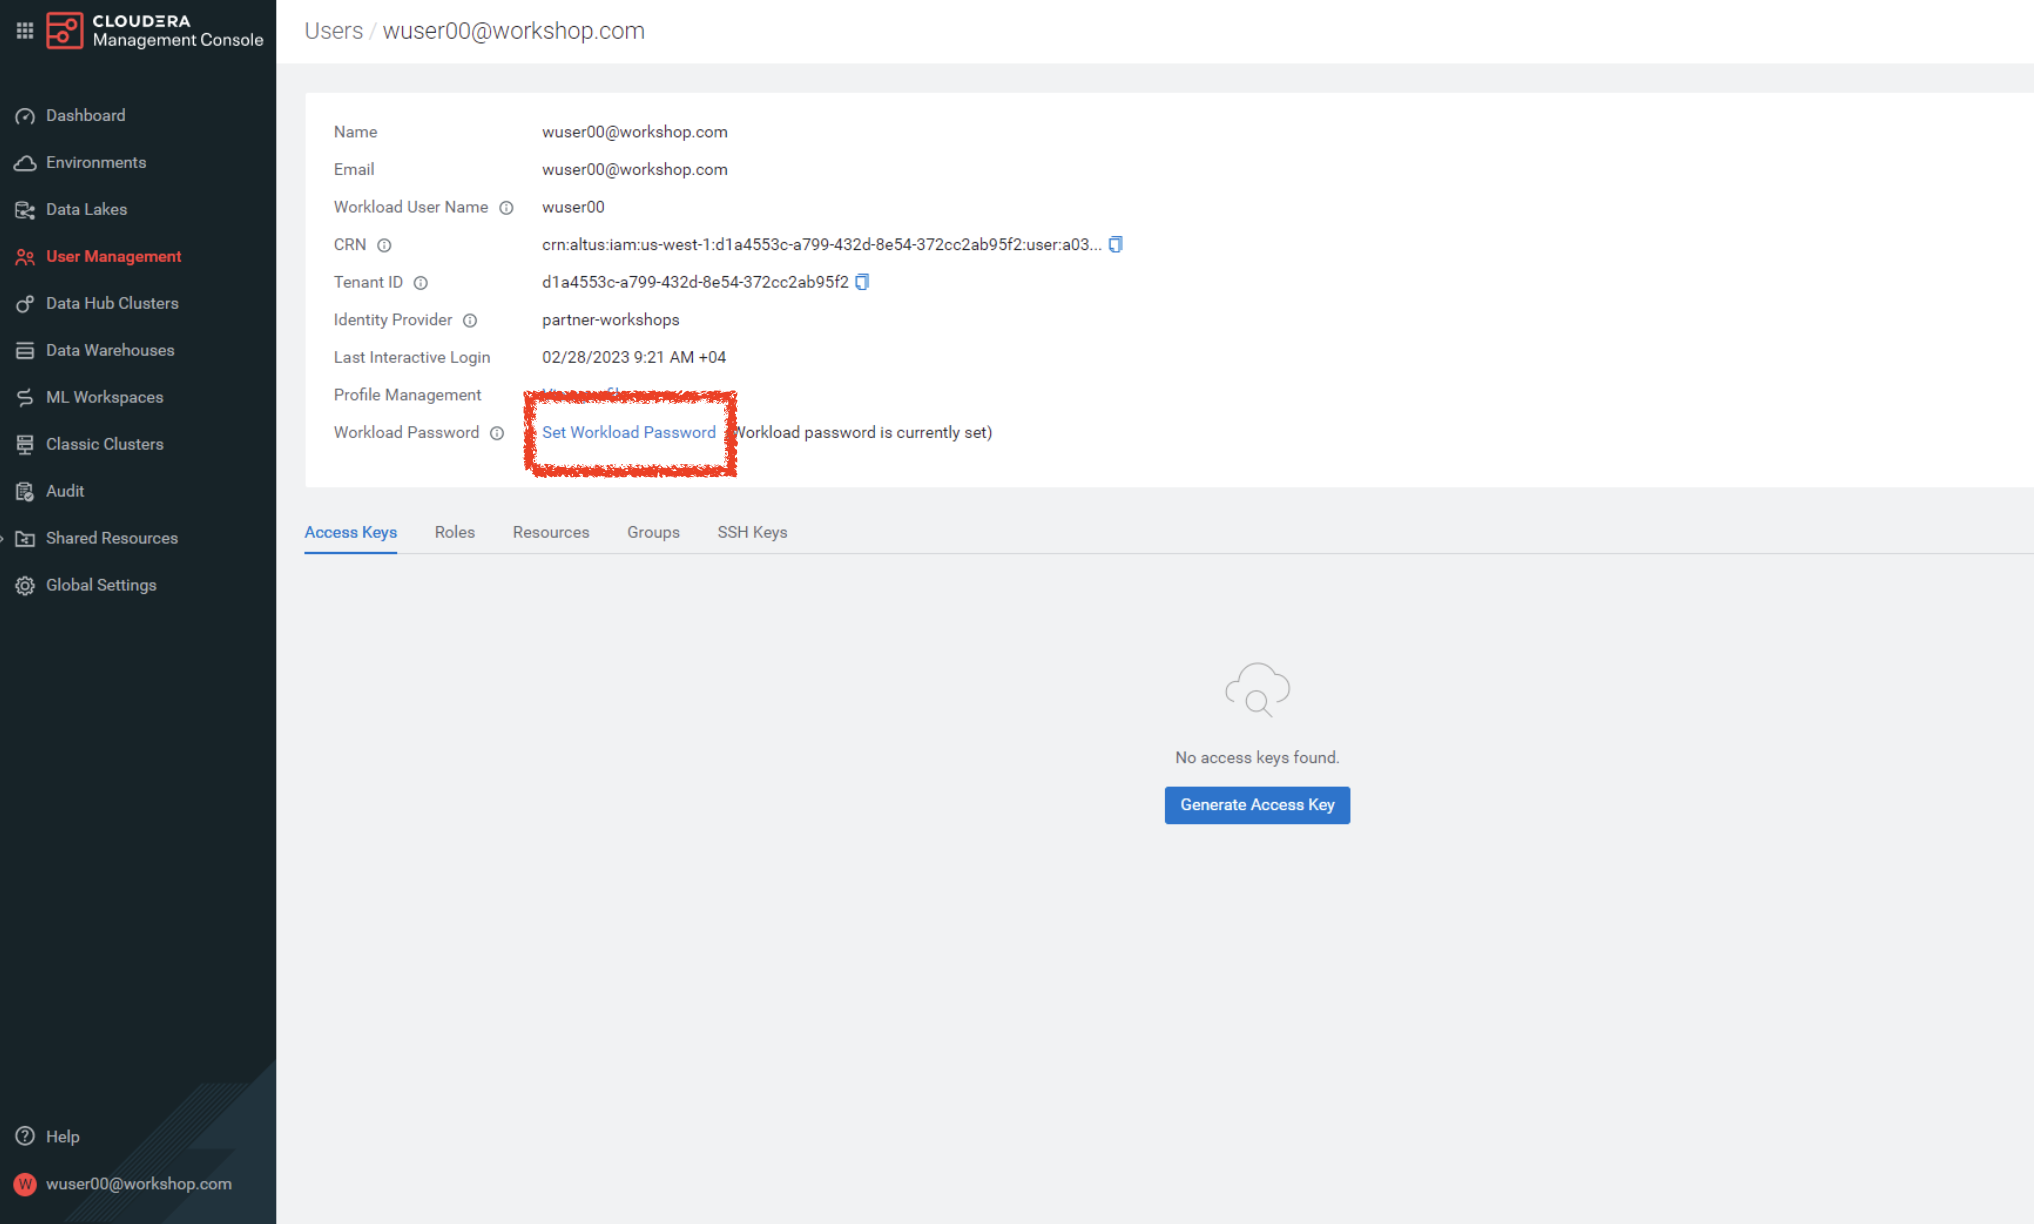 CLOUDERA
Management Console
Users / wuser00@workshop.com
Dashboard
Environments
Data Lakes
User Management
Data Hub Clusters
Data Warehouses
ML Workspaces
Classic Clusters
Audit
Shared Resources
Global Settings
Help
W wuser00@workshop.com
Name wuser00@workshop.com
Email wuser00@workshop.com
Workload User Name wuser00
CRN crn:altus:iam:us-west-1:d1a4553c-a799-432d-8e54-372cc2ab95f2:user:a03...
Tenant ID d1a4553c-a799-432d-8e54-372cc2ab95f2
Identity Provider partner-workshops
Last Interactive Login 02/28/2023 9:21 AM +04
Profile Management
Workload Password Set Workload Password Workload password is currently set)
Access Keys Roles Resources Groups SSH Keys
No access keys found.
Generate Access Key